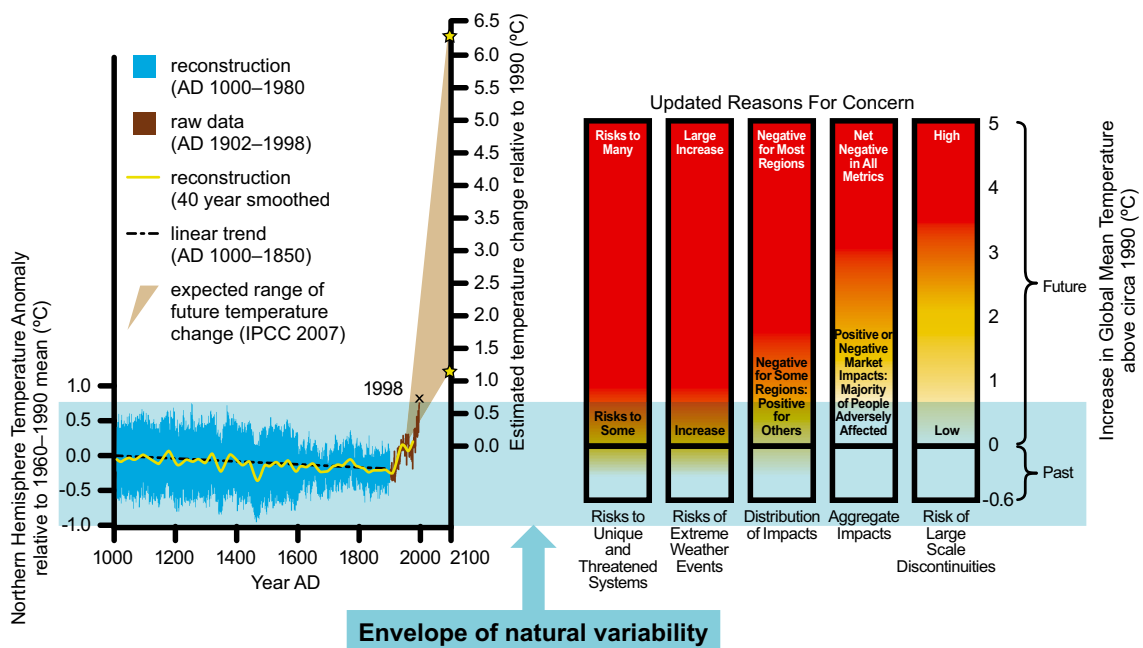 reconstruction
(AD 1000–1980
raw data
(AD 1902–1998)
reconstruction
(40 year smoothed
linear trend
(AD 1000–1850)
expected range of
future temperature
change (IPCC 2007)
Northern Hemisphere Temperature Anomaly
relative to 1960–1990 mean (ºC)
1.0
0.5
0.0
-0.5
-1.0
1000
1200
1400
1600
1800
2000
2100
Year AD
1998
6.5
6.0
5.5
5.0
4.5
4.0
3.5
3.0
2.5
2.0
1.5
1.0
0.5
0.0
Estimated temperature change relative to 1990 (ºC)
Updated Reasons For Concern
Risks to
Many
Large
Increase
Negative
for Most
Regions
Net
Negative
in All
Metrics
High
Risks to
Some
Increase
Negative
for Some
Regions:
Positive
for
Others
Positive or
Negative
Market
Impacts:
Majority
of People
Adversely
Affected
Low
Risks to
Unique
and
Threatened
Systems
Risks of
Extreme
Weather
Events
Distribution
of Impacts
Aggregate
Impacts
Risk of
Large
Scale
Discontinuities
5
4
3
2
1
0
-0.6
Future
Past
Increase in Global Mean Temperature
above circa 1990 (ºC)
Envelope of natural variability